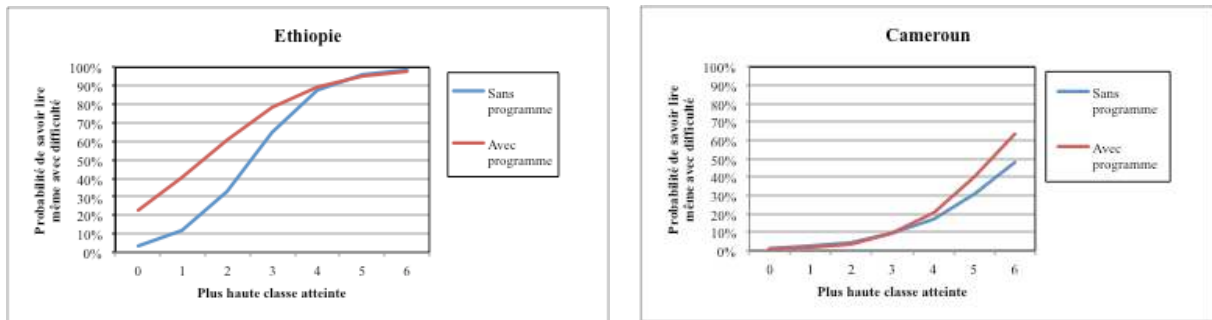 Ethiopie
Probabilité de savoir lire
même avec difficulté
100%
90%
80%
70%
60%
50%
40%
30%
20%
10%
0%
0 1 2 3 4 5 6
Plus haute classe atteinte
Sans
programme
Avec
programme
Cameroun
Probabilité de savoir lire
même avec difficulté
100%
90%
80%
70%
60%
50%
40%
30%
20%
10%
0%
0 1 2 3 4 5 6
Plus haute classe atteinte
Sans
programme
Avec
programme